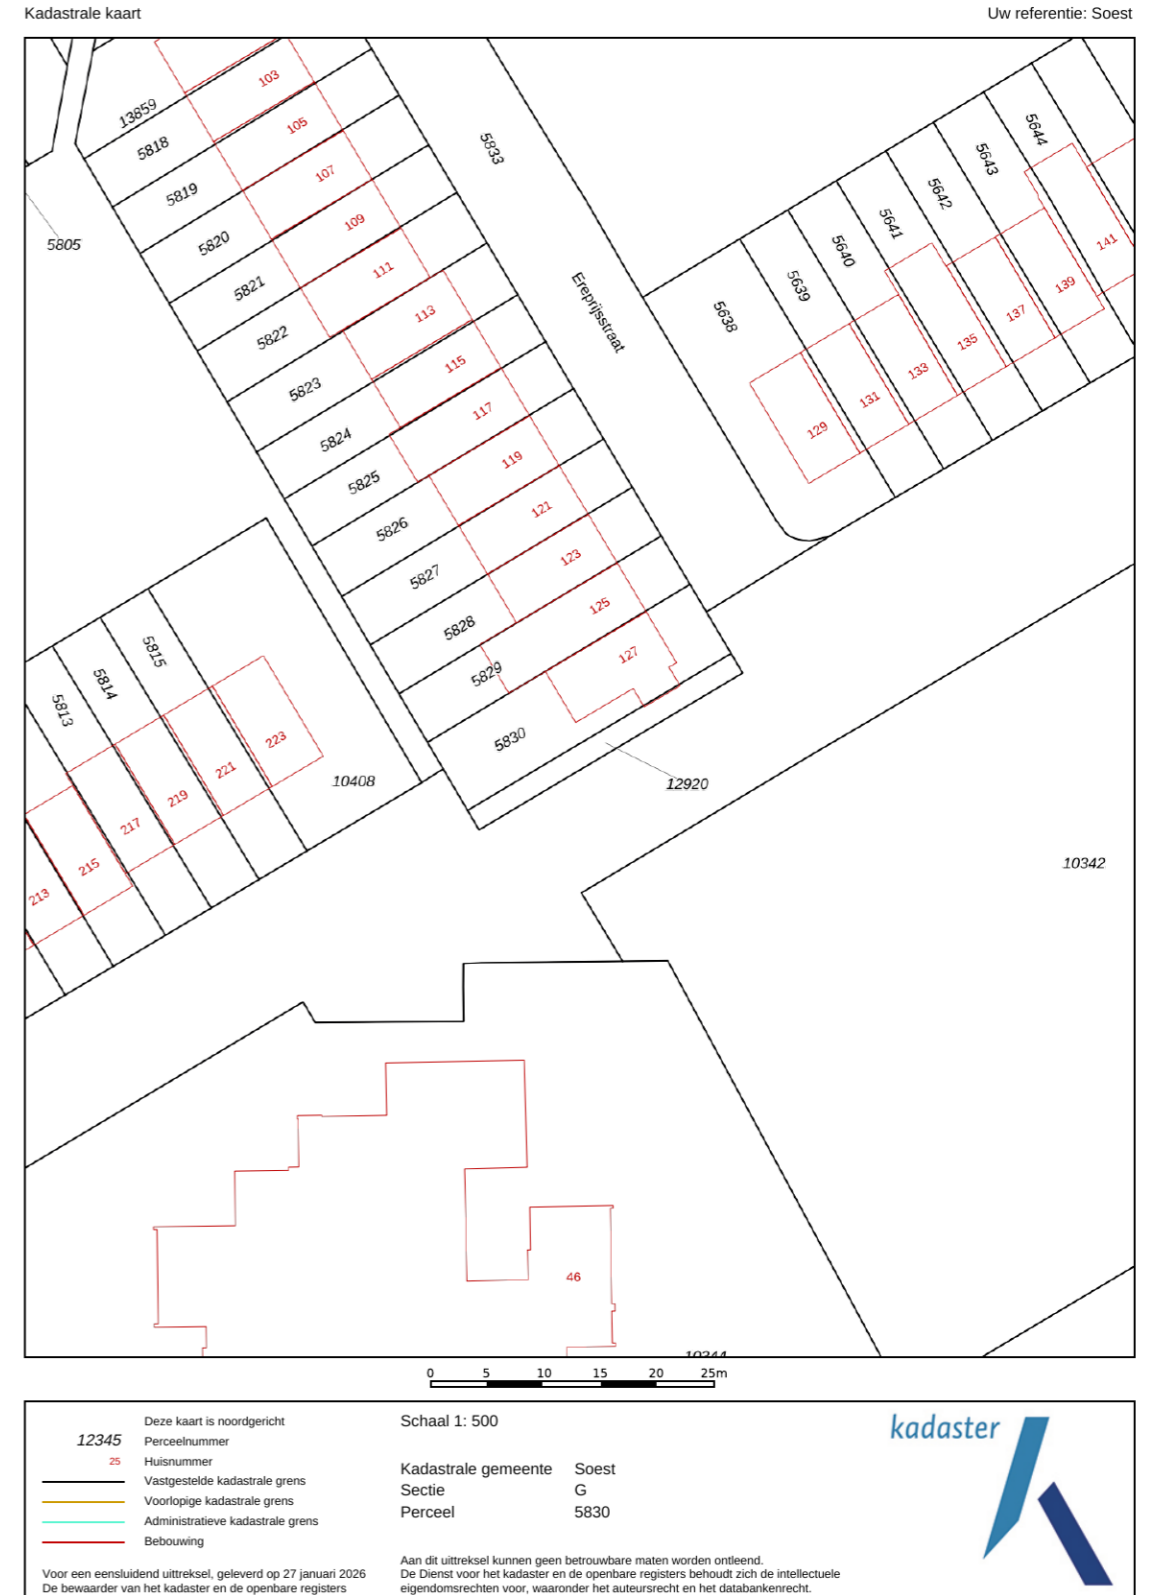 Kadastrale kaart
Uw referentie: Soest
103
13859
105
5818
5833
5644
107
5643
5819
5642
109
5641
5820
5805
141
5640
111
5821
139
5639
113
Ereprijsstraat
137
5638
5822
135
115
133
5823
131
117
129
5824
119
5825
121
5826
123
5827
125
5828
5815
127
5829
5814
5813
223
5830
221
10408
12920
219
217
215
10342
213
46
0 5 10 15 20 25m
Deze kaart is noordgericht
12345 Perceelnummer
25 Huisnummer
Vastgestelde kadastrale grens
Voorlopige kadastrale grens
Administratieve kadastrale grens
Bebouwing
Voor een eensluidend uittreksel, geleverd op 27 januari 2026
De bewaarder van het kadaster en de openbare registers
Schaal 1: 500
Kadastrale gemeente Soest
Sectie G
Perceel 5830
Aan dit uittreksel kunnen geen betrouwbare maten worden ontleend.
De Dienst voor het kadaster en de openbare registers behoudt zich de intellectuele
eigendomsrechten voor, waaronder het auteursrecht en het databankenrecht.
kadaster